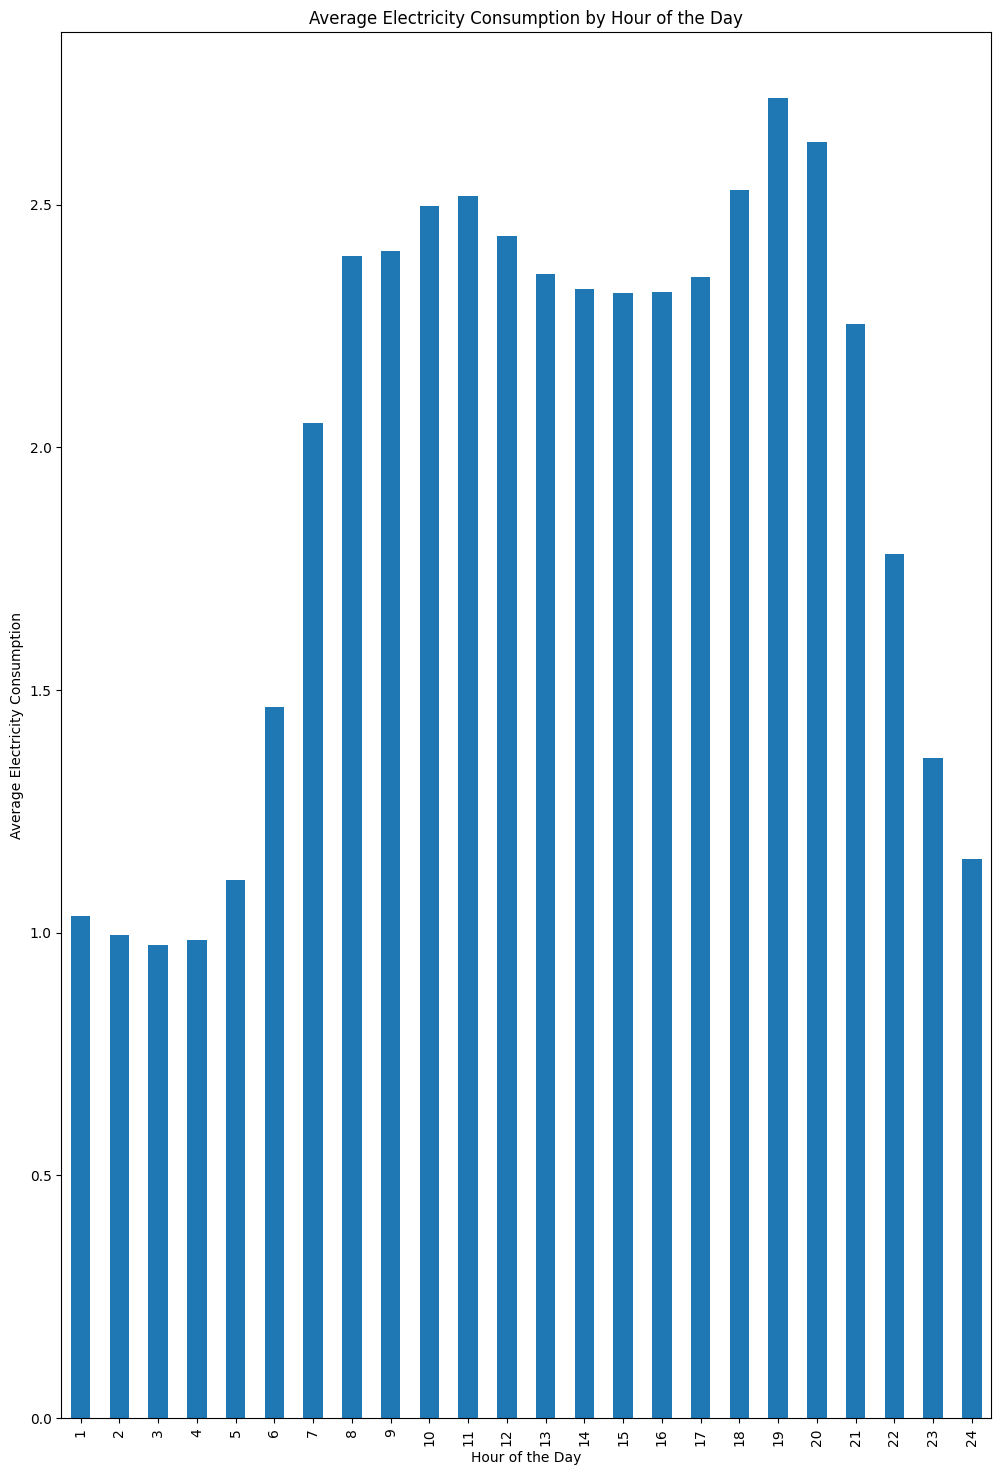 Average Electricity Consumption by Hour of the Day
Average Electricity Consumption
2.5
2.0
1.5
1.0
0.5
0.0
1 2 3 4 5 6 7 8 9 10 11 12 13 14 15 16 17 18 19 20 21 22 23 24
Hour of the Day